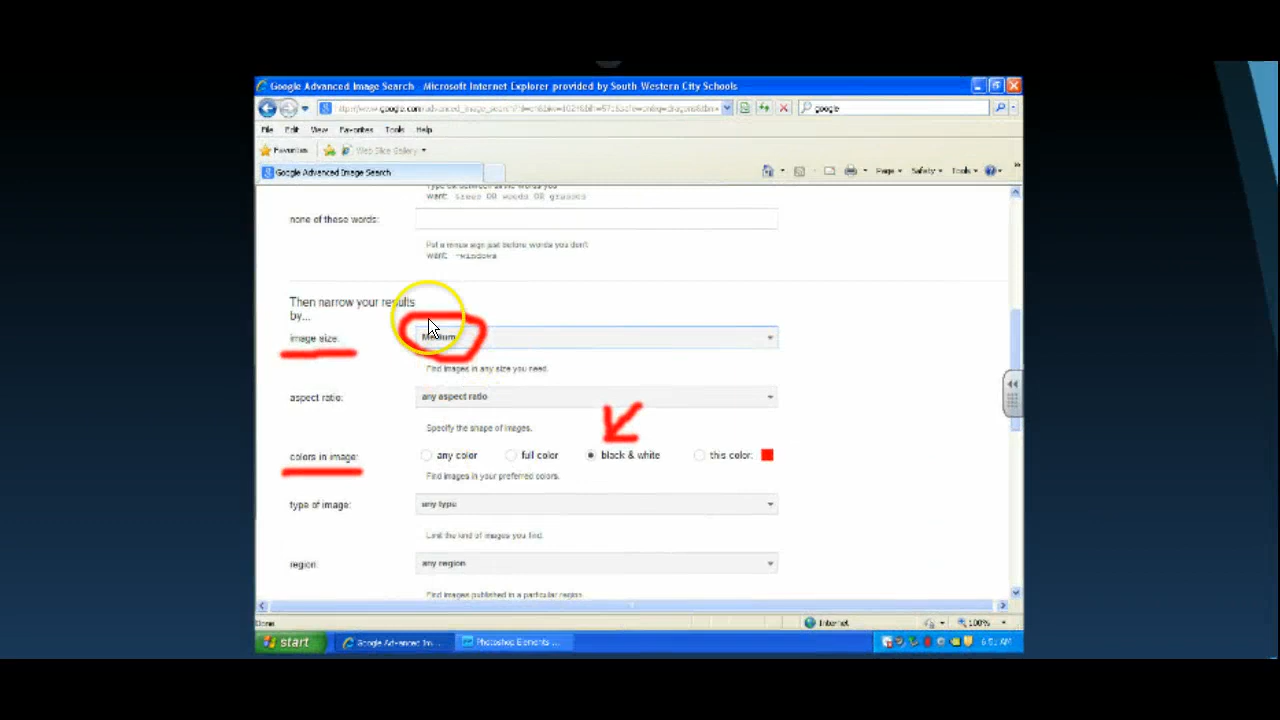 Google Advanced Image Search - Microsoft Internet Explorer provided by South Western City Schools
google
File Edit View Favorites Tools Help
Favorites Web Slice Gallery
Google Advanced Image Search
Page Safety Tools
want:
none of these words:
Put a minus sign just before words you don't
want: -windows
Then narrow your results
by...
image size: Medium
Find images in any size you need.
aspect ratio: any aspect ratio
Specify the shape of images.
colors in image: any color full color black & white this color:
Find images in your preferred colors.
type of image: any type
Limit the kind of images you find.
region: any region
Find images published in a particular region.
Done Internet 100%
start Google Advanced Im... Photoshop Elements ... 6:51 AM